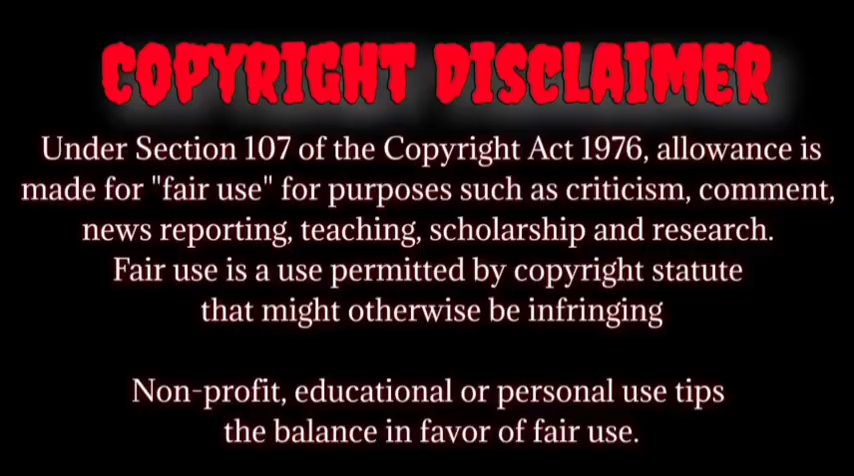 COPYRIGHT DISCLAIMER
Under Section 107 of the Copyright Act 1976, allowance is
made for "fair use" for purposes such as criticism, comment,
news reporting, teaching, scholarship and research.
Fair use is a use permitted by copyright statute
that might otherwise be infringing
Non-profit, educational or personal use tips
the balance in favor of fair use.